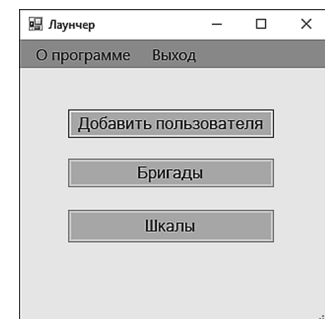 Лаунчер
О программе Выход
Добавить пользователя
Бригады
Шкалы